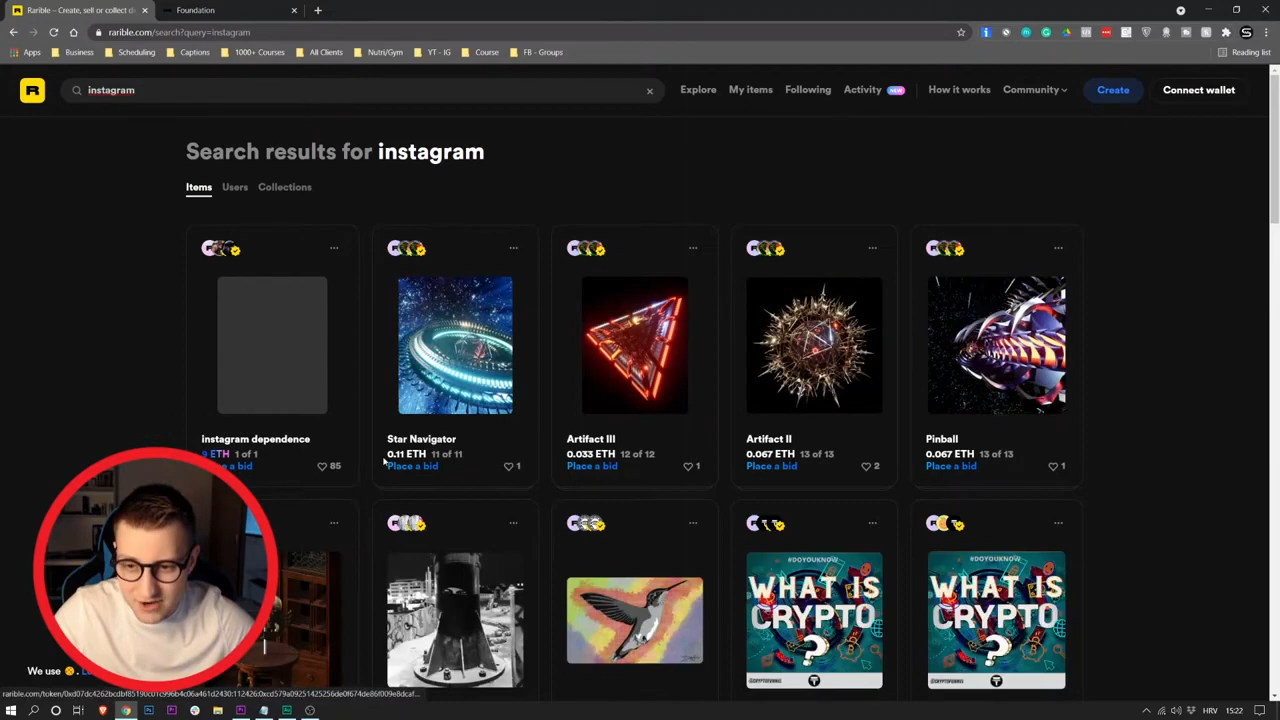 Rarible – Create, sell or collect di
Foundation
rarible.com/search?query=instagram
Apps
Business
Scheduling
Captions
1000+ Courses
All Clients
Nutri/Gym
YT - IG
Course
FB - Groups
Reading list
R
instagram
Explore
My items
Following
Activity NEW
How it works
Community
Create
Connect wallet
Search results for instagram
Items
Users
Collections
Instagram dependence
9 ETH 1 of 1
e a bid
85
Star Navigator
0.11 ETH 11 of 11
Place a bid
1
Artifact III
0.033 ETH 12 of 12
Place a bid
1
Artifact II
0.067 ETH 13 of 13
Place a bid
2
Pinball
0.067 ETH 13 of 13
Place a bid
1
#DOYOUKNOW
WHAT IS
CRYPTO
?
#DOYOUKNOW
WHAT IS
CRYPTO
?
We use
HRV
15:22